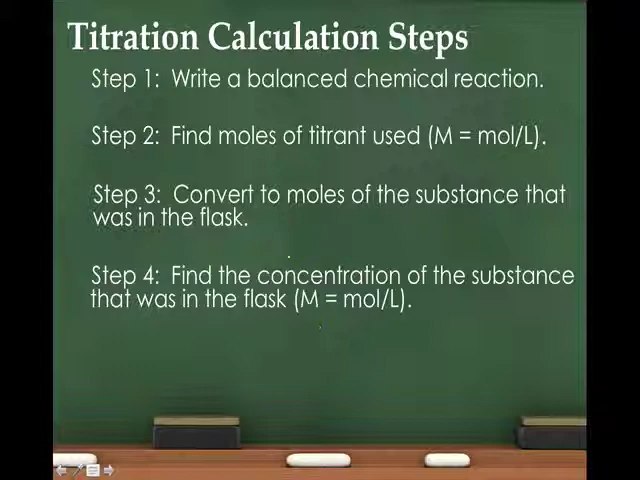 Titration Calculation Steps
Step 1:  Write a balanced chemical reaction.
Step 2:  Find moles of titrant used (M = mol/L).
Step 3:  Convert to moles of the substance that
was in the flask.
Step 4:  Find the concentration of the substance
that was in the flask (M = mol/L).